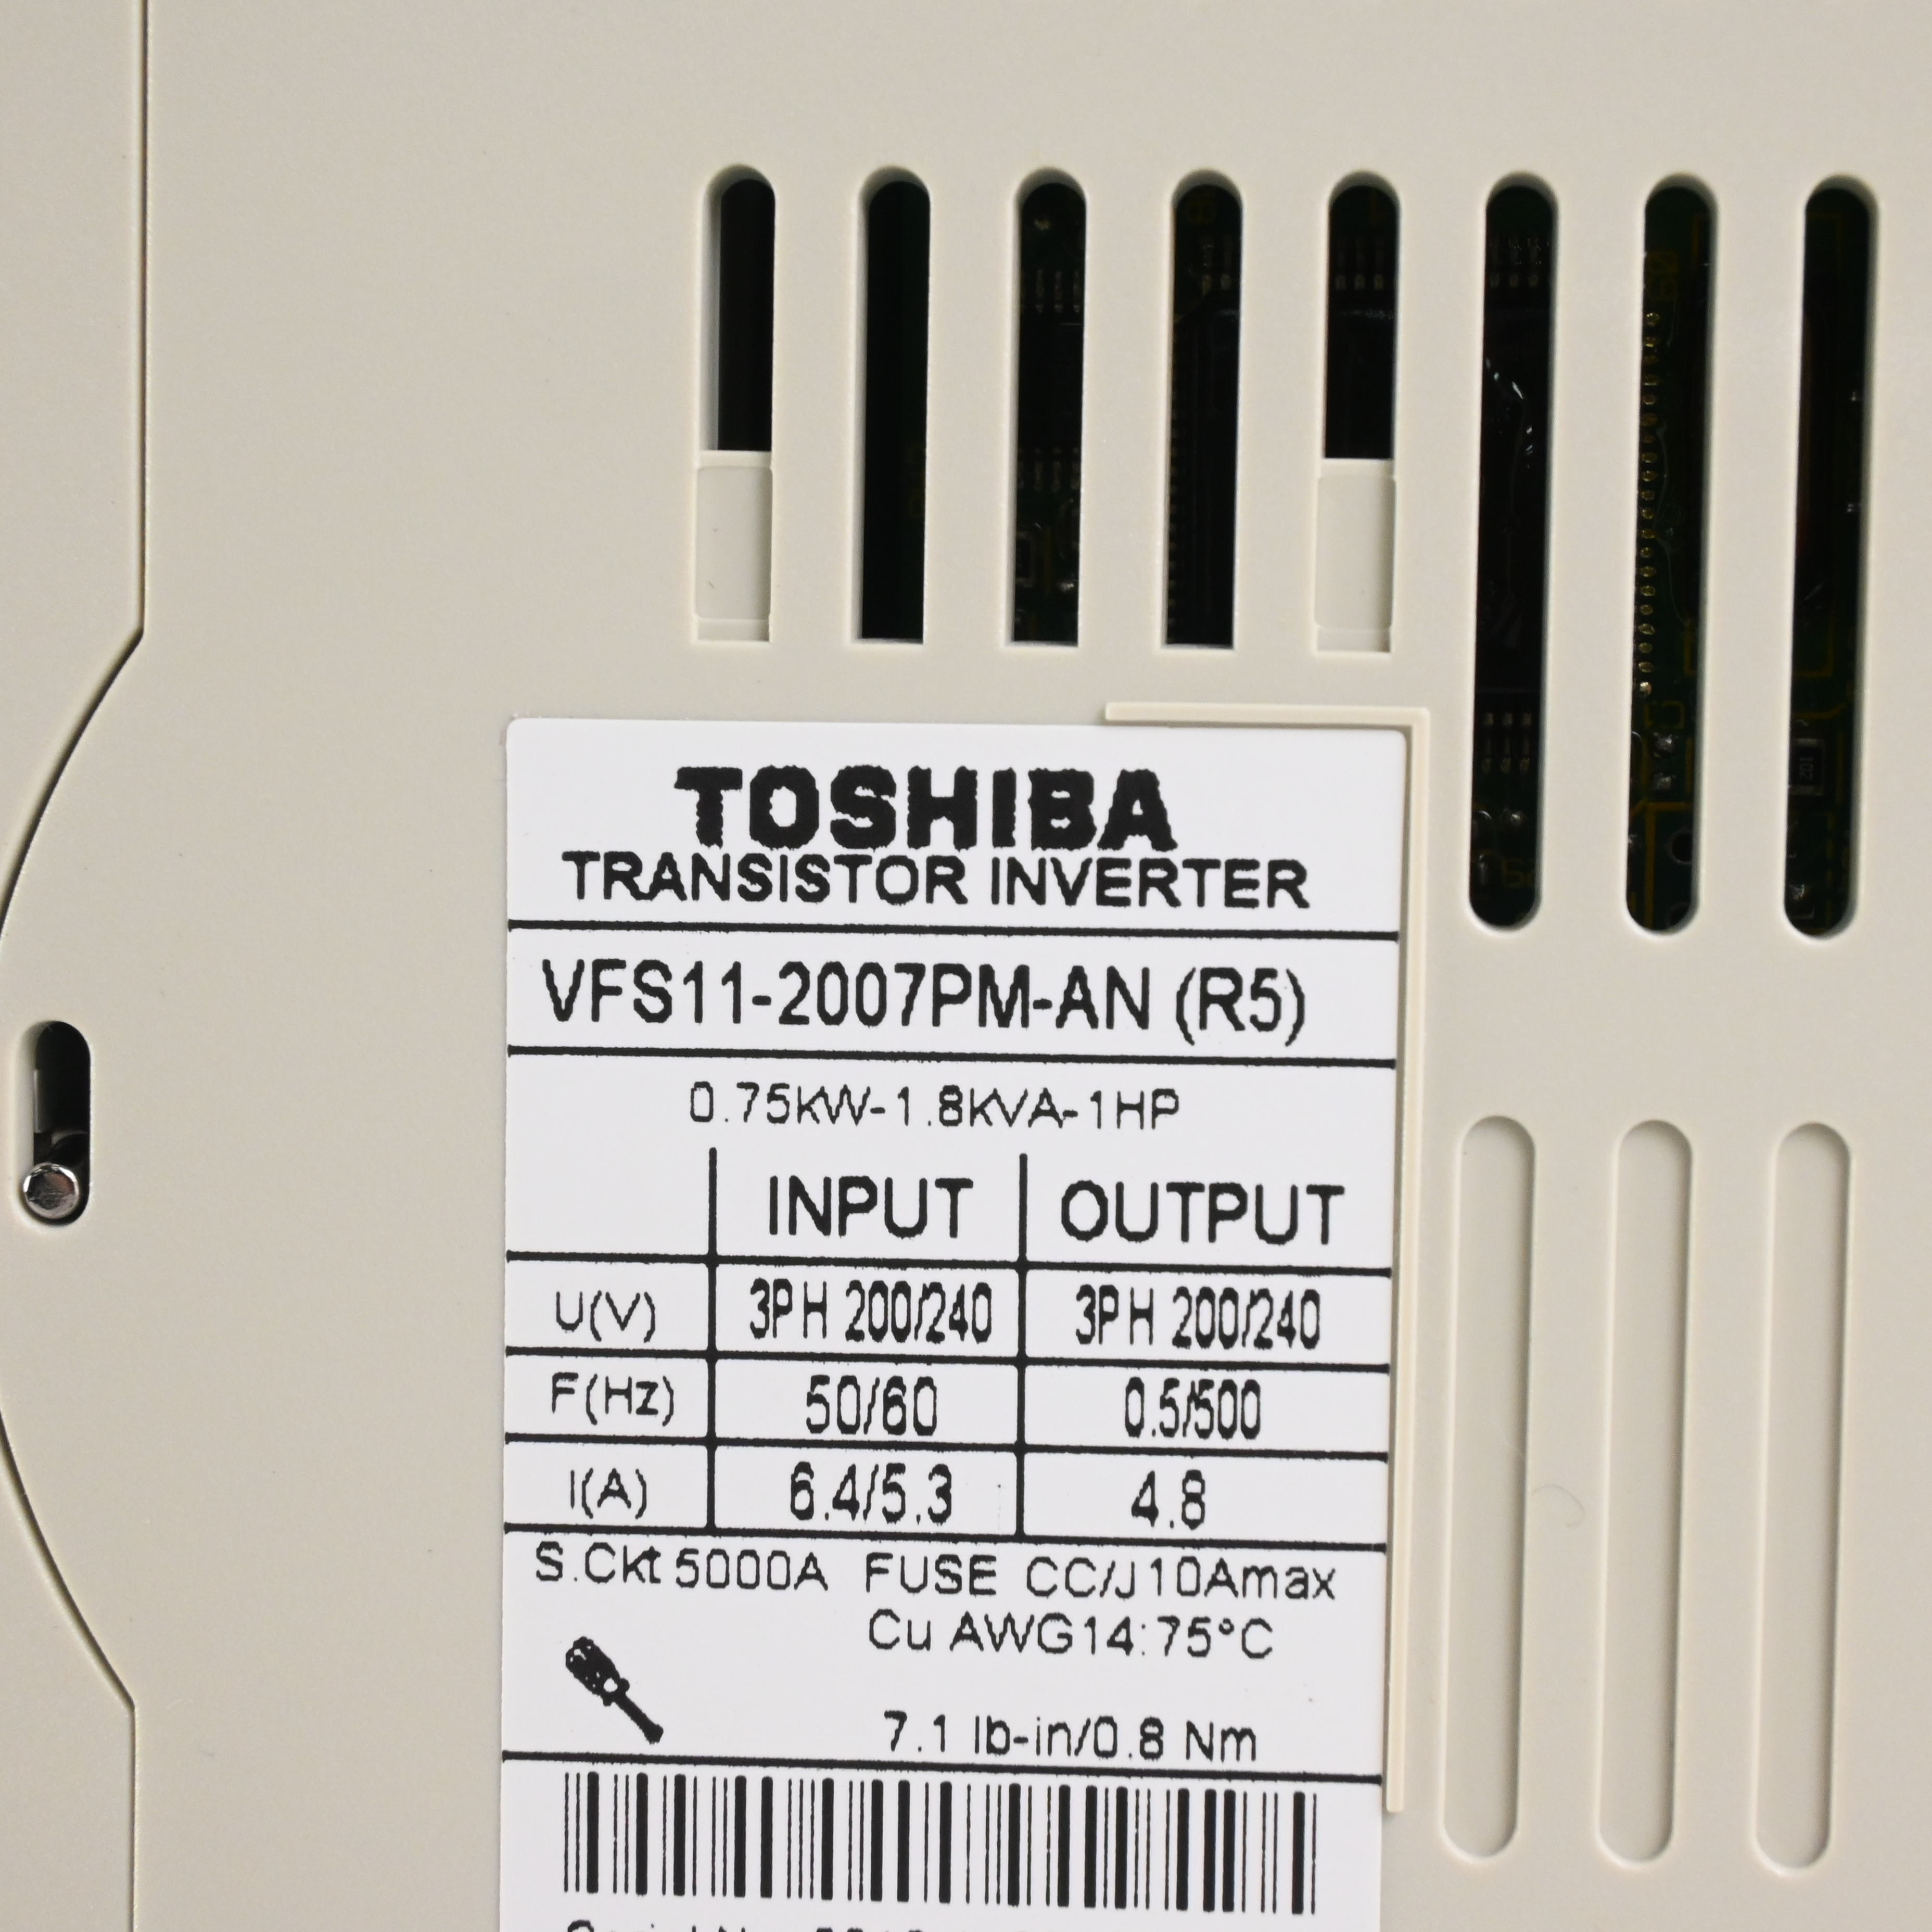 TOSHIBA
TRANSISTOR INVERTER
VFS11-2007PM-AN (R5)
0.75KW-1.8KVA-1HP
INPUT OUTPUT
U(V) 3PH 200/240 3PH 200/240
F(Hz) 50/60 0.5/500
I(A) 6.4/5.3 4.8
S.Ckt 5000A FUSE CC/J10Amax
Cu AWG14:75°C
7.1 lb-in/0.8 Nm